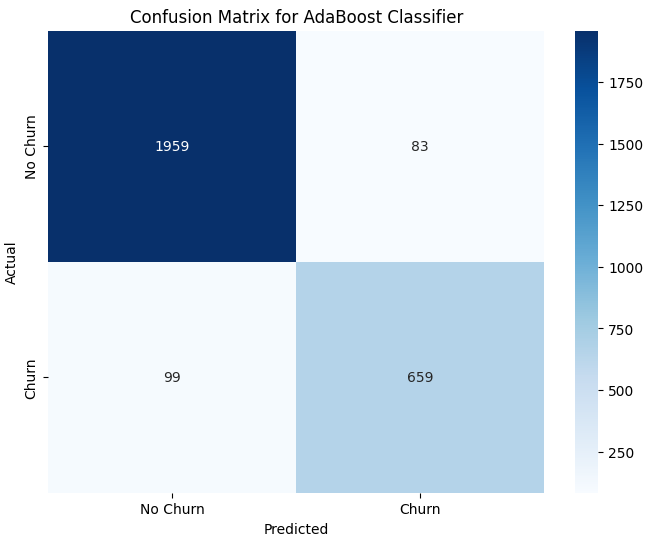 Confusion Matrix for AdaBoost Classifier
Actual
No Churn
1959
83
Churn
99
659
No Churn
Churn
Predicted
1750
1500
1250
1000
750
500
250